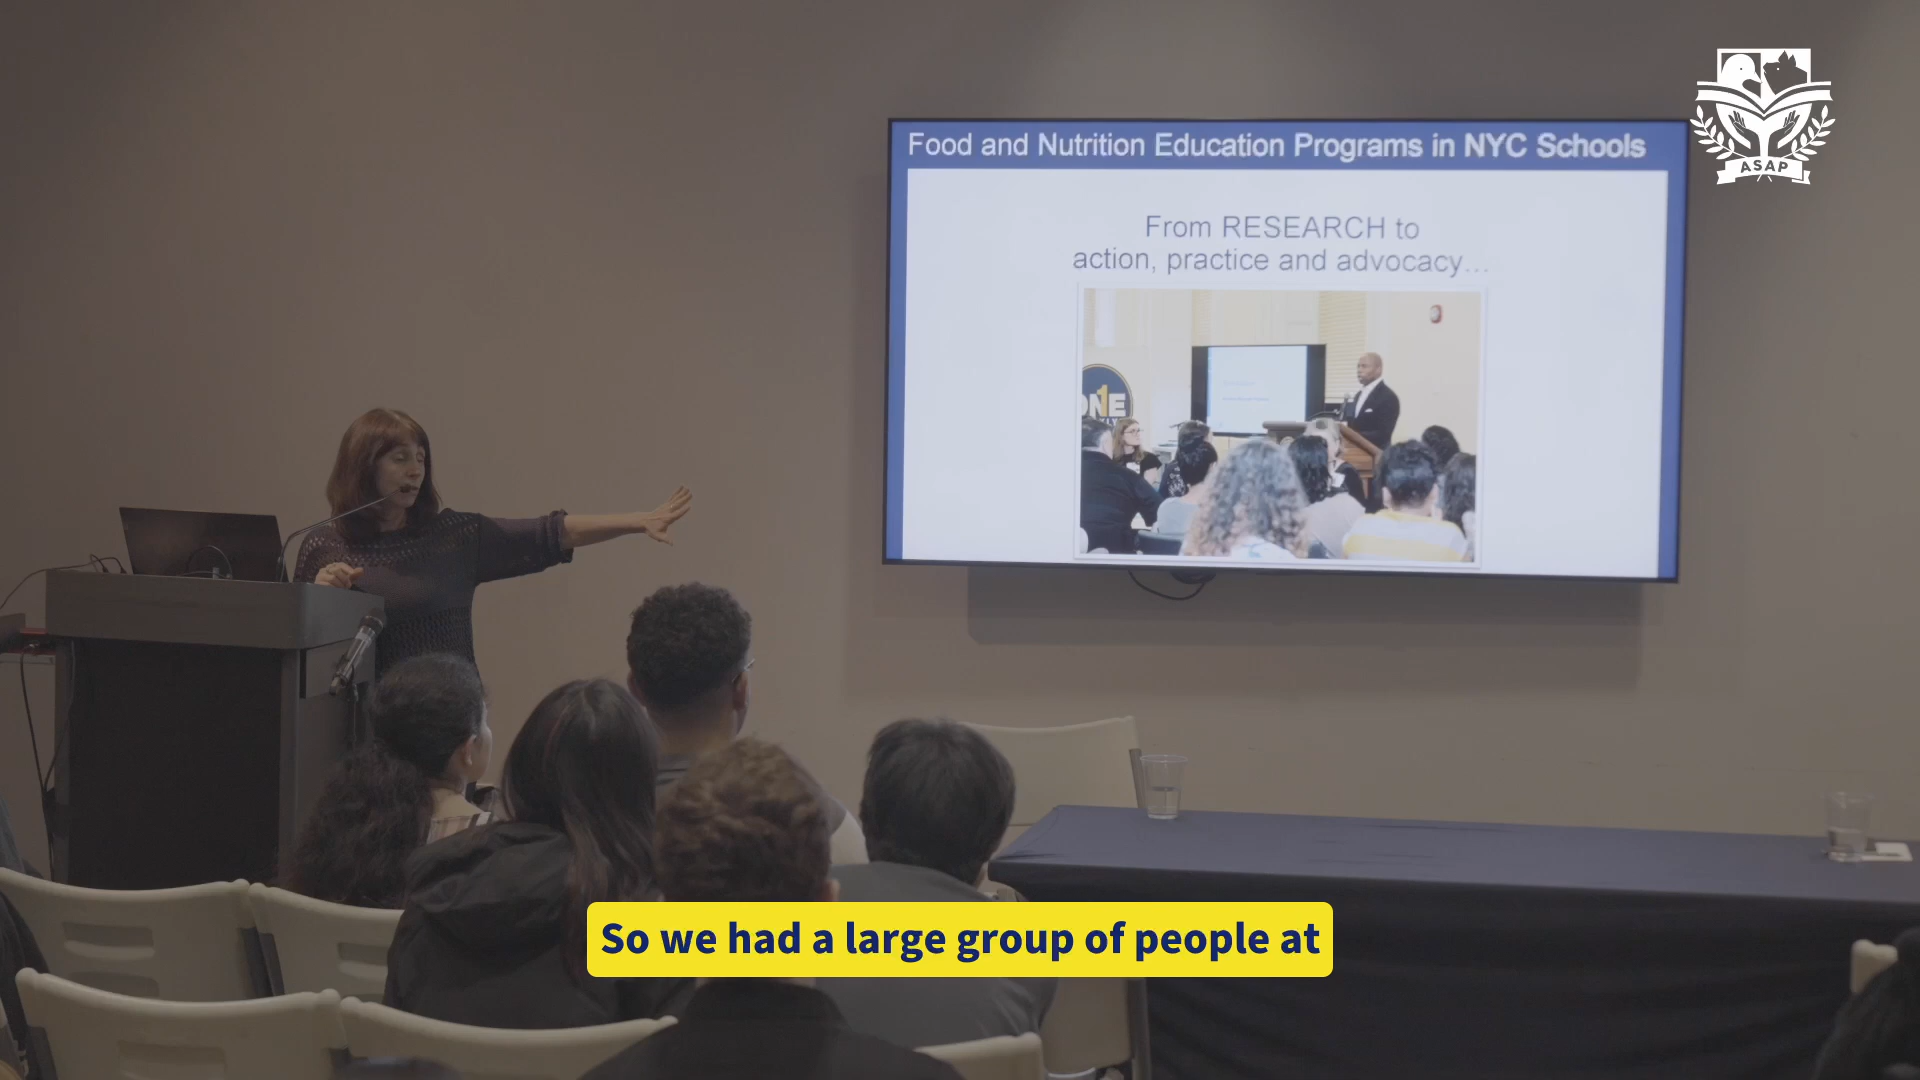 Food and Nutrition Education Programs in NYC Schools
ASAP
From RESEARCH to
action, practice and advocacy...
1
ONE
So we had a large group of people at